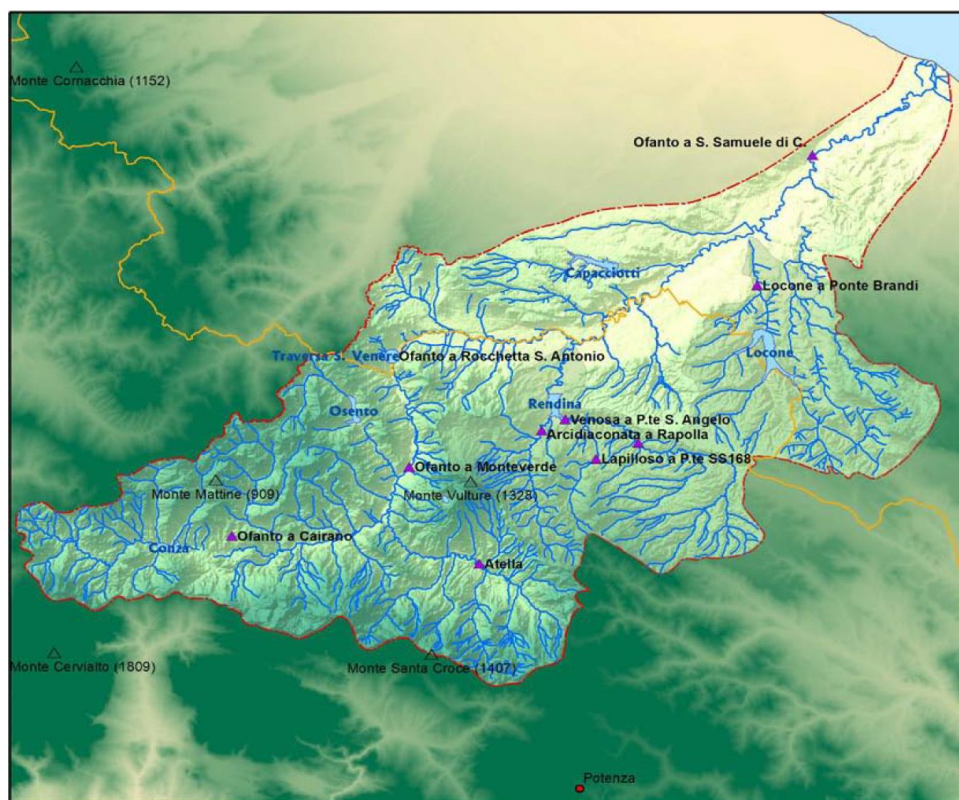 Monte Cornacchia (1152)
Ofanto a S. Samuele di C.
Capacciotti
Locone a Ponte Brandi
Traversa S. Venere
Ofanto a Rocchetta S. Antonio
Locone
Osento
Rendina
Venosa a P.te S. Angelo
Arcidiaconata a Rapolla
Lapilloso a P.te SS168
Ofanto a Monteverde
Monte Mattine (909)
Monte Vulture (1328)
Ofanto a Cairano
Conza
Atella
Monte Cervialto (1809)
Monte Santa Croce (1407)
Potenza